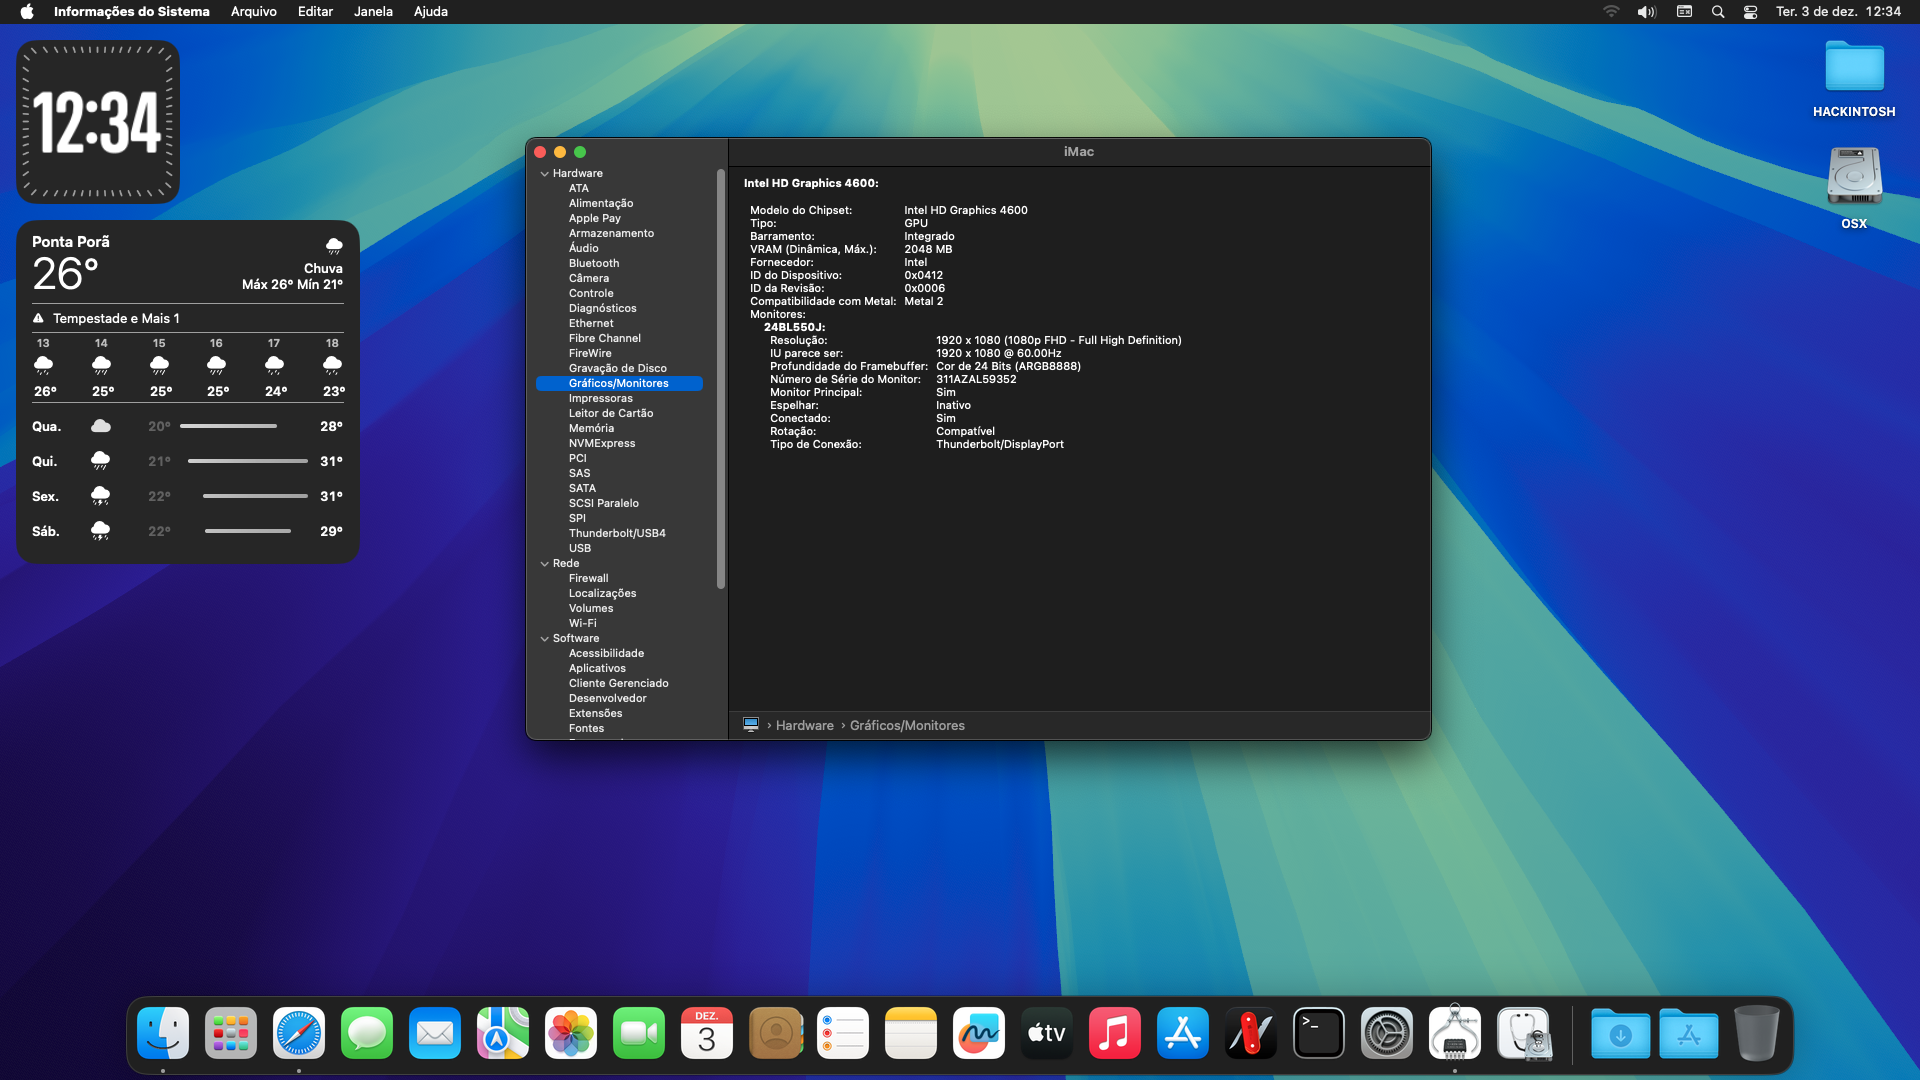 Informações do Sistema Arquivo Editar Janela Ajuda
Ter. 3 de dez. 12:34
12:34
Ponta Porã
26°
Chuva
Máx 26° Mín 21°
Tempestade e Mais 1
13 14 15 16 17 18
26° 25° 25° 25° 24° 23°
Qua. 20° 28°
Qui. 21° 31°
Sex. 22° 31°
Sáb. 22° 29°
HACKINTOSH
OSX
iMac
Hardware
ATA
Alimentação
Apple Pay
Armazenamento
Áudio
Bluetooth
Câmera
Controle
Diagnósticos
Ethernet
Fibre Channel
FireWire
Gravação de Disco
Gráficos/Monitores
Impressoras
Leitor de Cartão
Memória
NVMExpress
PCI
SAS
SATA
SCSI Paralelo
SPI
Thunderbolt/USB4
USB
Rede
Firewall
Localizações
Volumes
Wi-Fi
Software
Acessibilidade
Aplicativos
Cliente Gerenciado
Desenvolvedor
Extensões
Fontes
Intel HD Graphics 4600:
Modelo do Chipset: Intel HD Graphics 4600
Tipo: GPU
Barramento: Integrado
VRAM (Dinâmica, Máx.): 2048 MB
Fornecedor: Intel
ID do Dispositivo: 0x0412
ID da Revisão: 0x0006
Compatibilidade com Metal: Metal 2
Monitores:
24BL550J:
Resolução: 1920 x 1080 (1080p FHD - Full High Definition)
IU parece ser: 1920 x 1080 @ 60.00Hz
Profundidade do Framebuffer: Cor de 24 Bits (ARGB8888)
Número de Série do Monitor: 311AZAL59352
Monitor Principal: Sim
Espelhar: Inativo
Conectado: Sim
Rotação: Compatível
Tipo de Conexão: Thunderbolt/DisplayPort
› Hardware › Gráficos/Monitores
DEZ.
3
tv
>_